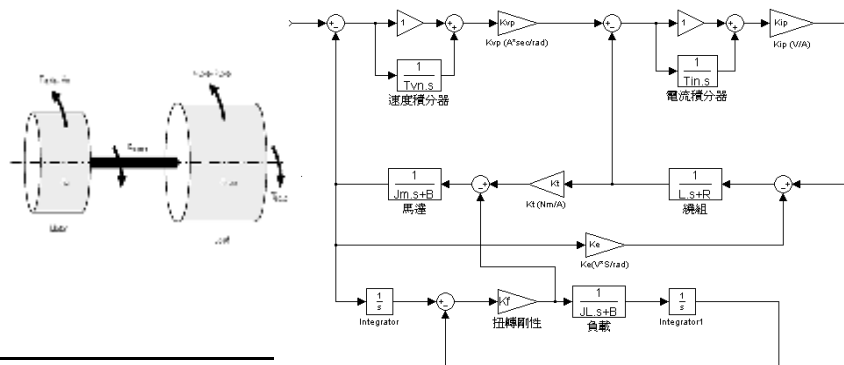 1
Kvp
Kvp (A*sec/rad)
1
Tvn.s
速度積分器
1
Kip
Kip (V/A)
1
Tin.s
電流積分器
1
Jm.s+B
馬達
Kt
Kt (Nm/A)
1
L.s+R
繞組
Ke
Ke(V*S/rad)
1
s
Integrator
Kf
扭轉剛性
1
JL.s+B
負載
1
s
Integrator1